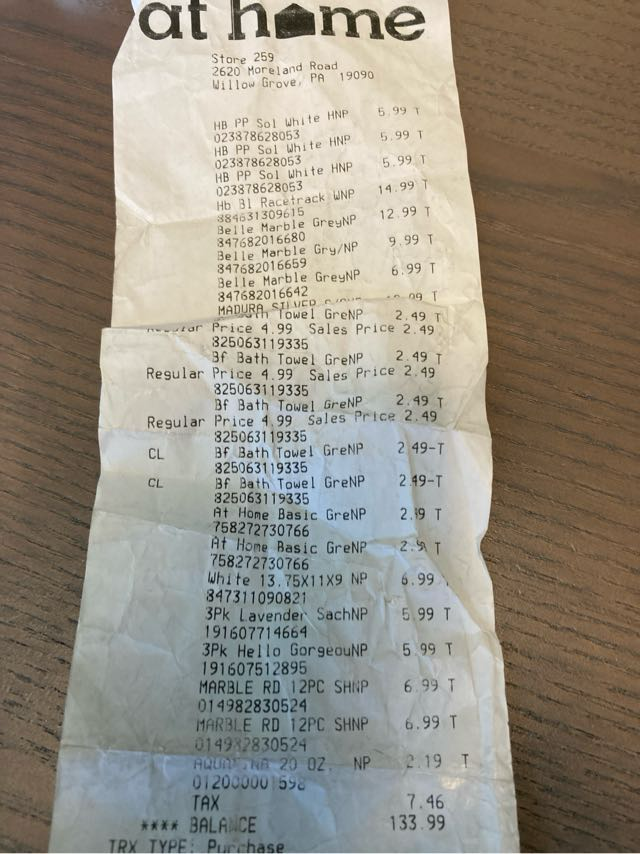 at home
Store 259
2620 Moreland Road
Willow Grove, PA 19090
HB PP Sol White HNP 5.99 T
023878628053
HB PP Sol White HNP 5.99 T
023878628053
HB PP Sol White HNP 5.99 T
023878628053
Hb Bl Racetrack WNP 14.99 T
884631309615
Belle Marble GreyNP 12.99 T
847682016680
Belle Marble Gry/NP 9.99 T
847682016659
Belle Marble GreyNP 6.99 T
847682016642
MADURA SILVER
Bath Towel GreNP 2.49 T
Regular Price 4.99 Sales Price 2.49
825063119335
Bf Bath Towel GreNP 2.49 T
Regular Price 4.99 Sales Price 2.49
825063119335
Bf Bath Towel GreNP 2.49 T
Regular Price 4.99 Sales Price 2.49
825063119335
CL Bf Bath Towel GreNP 2.49-T
825063119335
CL Bf Bath Towel GreNP 2.49-T
825063119335
At Home Basic GreNP T
758272730766
At Home Basic GreNP T
758272730766
White 13.75X11X9 NP 6.99
847311090821
3Pk Lavender SachNP 5.99 T
191607714664
3Pk Hello GorgeouNP 5.99 T
191607512895
MARBLE RD 12PC SHNP 6.99 T
014982830524
MARBLE RD 12PC SHNP 6.99 T
014982830524
20 OZ. NP 2.19 T
TAX 7.46
**** BALANCE 133.99
TRX TYPE: Purchase